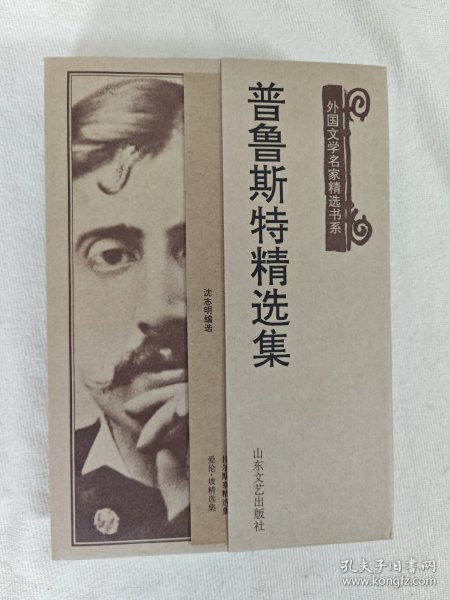 外国文学名家精选书系
普鲁斯特精选集
沈志明编选
山东文艺出版社
爱伦·坡精选集
孔夫子旧书网
www.kongfz.com